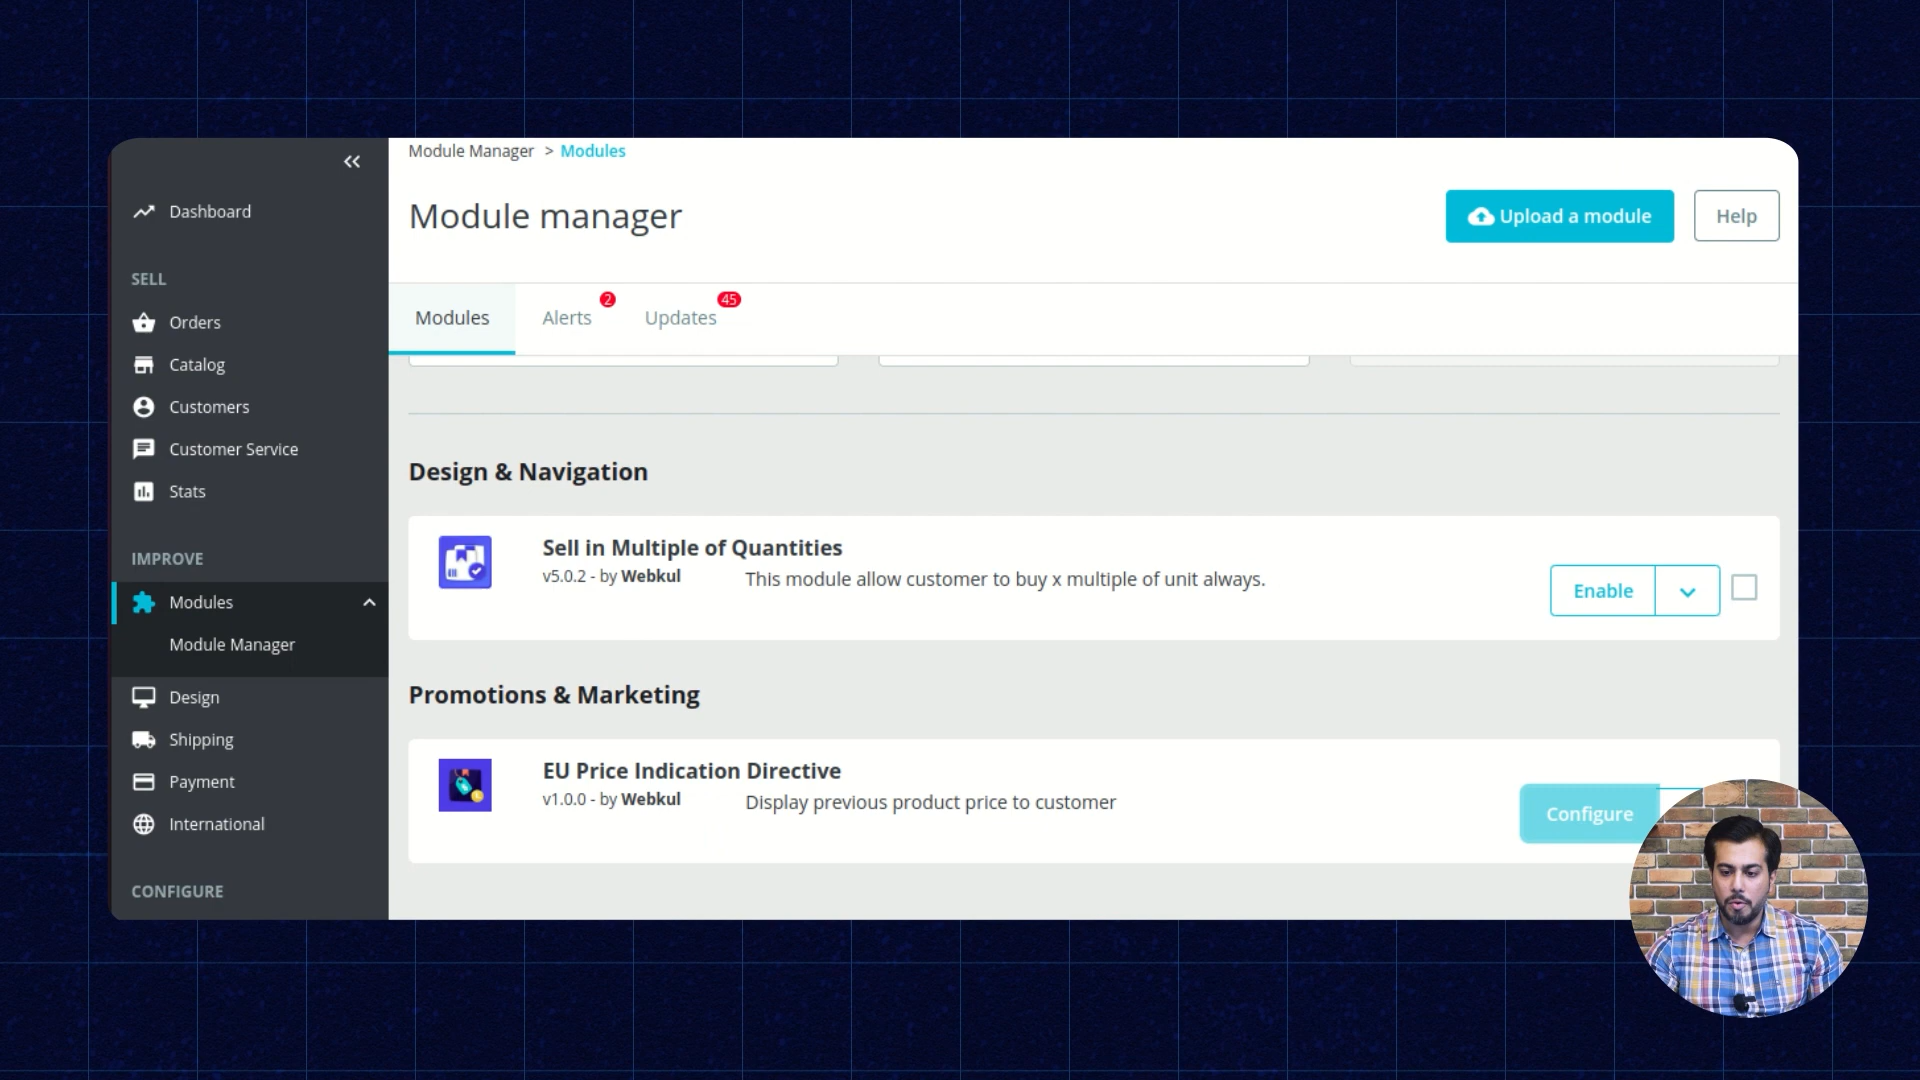 Module Manager > Modules
Module manager
Upload a module
Help
Modules
Alerts
2
Updates
45
Dashboard
SELL
Orders
Catalog
Customers
Customer Service
Stats
IMPROVE
Modules
Module Manager
Design
Shipping
Payment
International
CONFIGURE
Design & Navigation
Sell in Multiple of Quantities
v5.0.2 - by Webkul
This module allow customer to buy x multiple of unit always.
Enable
Promotions & Marketing
EU Price Indication Directive
v1.0.0 - by Webkul
Display previous product price to customer
Configure